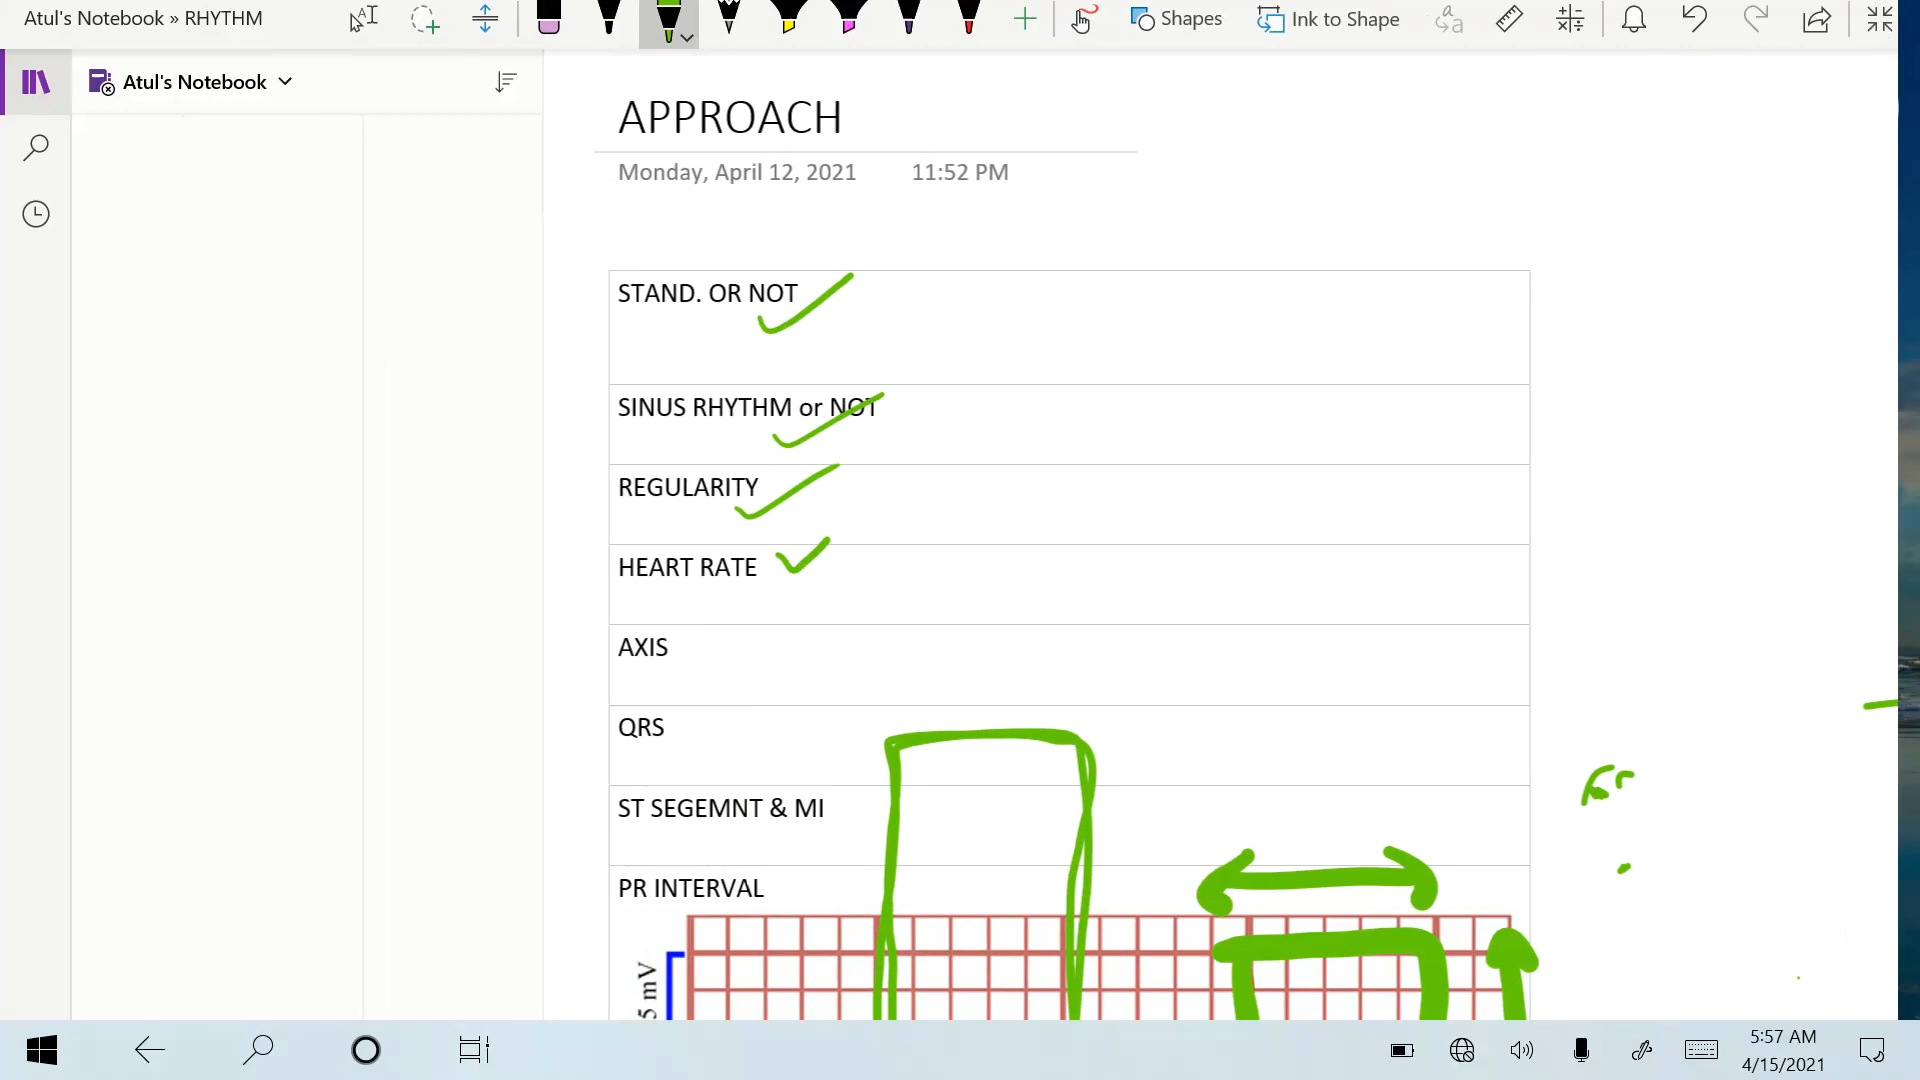 Atul's Notebook » RHYTHM
Shapes
Ink to Shape
Atul's Notebook
APPROACH
Monday, April 12, 2021 11:52 PM
STAND. OR NOT
SINUS RHYTHM or NOT
REGULARITY
HEART RATE
AXIS
QRS
ST SEGEMNT & MI
PR INTERVAL
5 mV
5:57 AM
4/15/2021